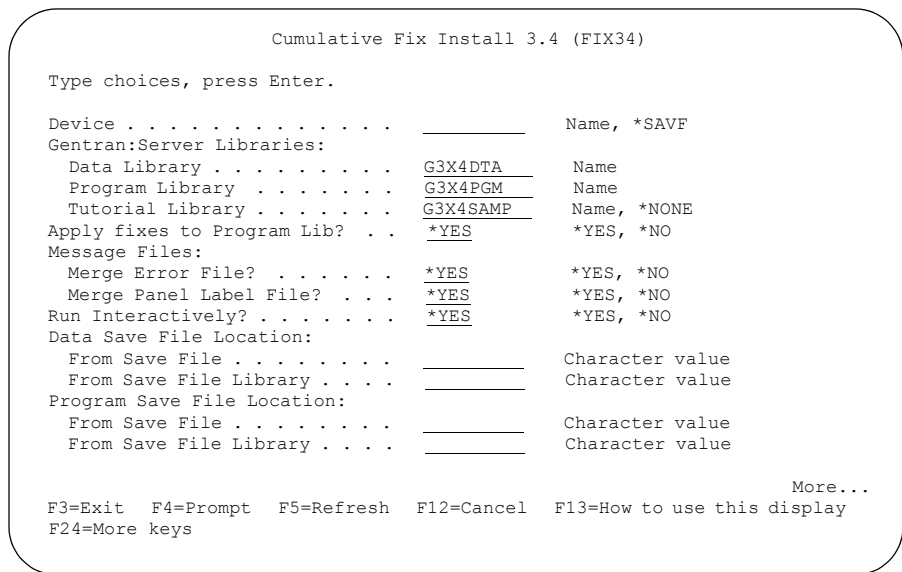 Cumulative Fix Install 3.4 (FIX34)
Type choices, press Enter.
Device . . . . . . . . . . . . . Name, *SAVF
Gentran:Server Libraries:
Data Library . . . . . . . . . G3X4DTA Name
Program Library . . . . . . . G3X4PGM Name
Tutorial Library . . . . . . . G3X4SAMP Name, *NONE
Apply fixes to Program Lib? . . *YES *YES, *NO
Message Files:
Merge Error File? . . . . . . *YES *YES, *NO
Merge Panel Label File? . . . *YES *YES, *NO
Run Interactively? . . . . . . . *YES *YES, *NO
Data Save File Location:
From Save File . . . . . . . . Character value
From Save File Library . . . . Character value
Program Save File Location:
From Save File . . . . . . . . Character value
From Save File Library . . . . Character value
More...
F3=Exit F4=Prompt F5=Refresh F12=Cancel F13=How to use this display
F24=More keys